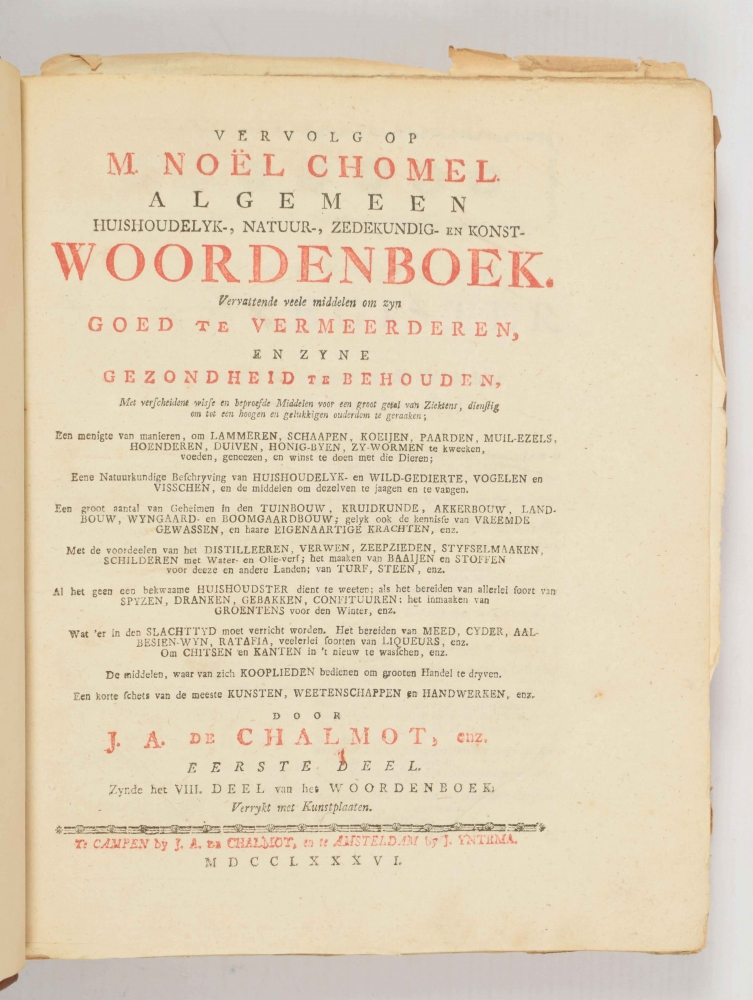 VERVOLG OP
M. NOËL CHOMEL.
ALGEMEEN
HUISHOUDELYK-, NATUUR-, ZEDEKUNDIG- EN KONST-
WOORDENBOEK.
Vervattende veele middelen om zyn
GOED TE VERMEERDEREN,
EN ZYNE
GEZONDHEID TE BEHOUDEN,
Met verscheidene wisse en beproefde Middelen voor een groot getal van Ziektens, dienstig
om tot een hoogen en gelukkigen ouderdom te geraaken;
Een menigte van manieren, om LAMMEREN, SCHAAPEN, KOEIJEN, PAARDEN, MUIL-EZELS,
HOENDEREN, DUIVEN, HONIG-BYEN, ZY-WORMEN te kweeken,
voeden, geneezen, en winst te doen met die Dieren;
Eene Natuurkundige Beschryving van HUISHOUDELYK- en WILD-GEDIERTE, VOGELEN en
VISSCHEN, en de middelen om dezelven te jaagen en te vangen.
Een groot aantal van Geheimen in den TUINBOUW, KRUIDKUNDE, AKKERBOUW, LAND-
BOUW, WYNGAARD- en BOOMGAARDBOUW; gelyk ook de kennisse van VREEMDE
GEWASSEN, en haare EIGENAARTIGE KRACHTEN, enz.
Met de voordeelen van het DISTILLEEREN, VERWEN, ZEEPZIEDEN, STYFSELMAAKEN,
SCHILDEREN met Water- en Olie-verf; het maaken van BAAIJEN en STOFFEN
voor deeze en andere Landen; van TURF, STEEN, enz.
Al het geen een bekwaame HUISHOUDSTER dient te weeten; als het bereiden van allerlei soort van
SPYZEN, DRANKEN, GEBAKKEN, CONFITUUREN: het inmaaken van
GROENTENS voor den Winter, enz.
Wat 'er in den SLACHTTYD moet verricht worden. Het bereiden van MEED, CYDER, AAL-
BESIEN-WYN, RATAFIA, veelerlei soorten van LIQUEURS, enz.
Om CHITSEN en KANTEN in 't nieuw te wasschen, enz.
De middelen, waar van zich KOOPLIEDEN bedienen om grooten Handel te dryven.
Een korte schets van de meeste KUNSTEN, WEETENSCHAPPEN en HANDWERKEN, enz.
DOOR
J. A. DE CHALMOT, enz.
EERSTE DEEL.
Zynde het VIII. DEEL van het WOORDENBOEK;
Verrykt met Kunstplaaten.
Te CAMPEN by J. A. DE CHALMOT, en te AMSTELDAM by J. YNTEMA.
MDCCLXXXVI.